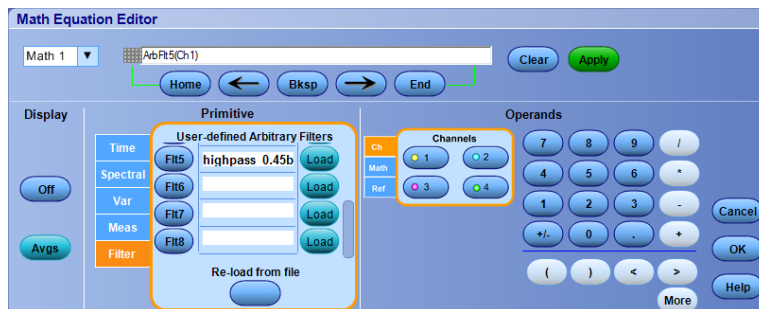 Math Equation Editor
Math 1
ArbFlt5(Ch1)
Clear
Apply
Home
Bksp
End
Display
Off
Avgs
Primitive
Time
Spectral
Var
Meas
Filter
User-defined Arbitrary Filters
Flt5 highpass_0.45b Load
Flt6 Load
Flt7 Load
Flt8 Load
Re-load from file
Operands
Ch
Math
Ref
Channels
1 2
3 4
7 8 9 /
4 5 6 *
1 2 3 -
+/- 0 . +
( ) < >
More
Cancel
OK
Help